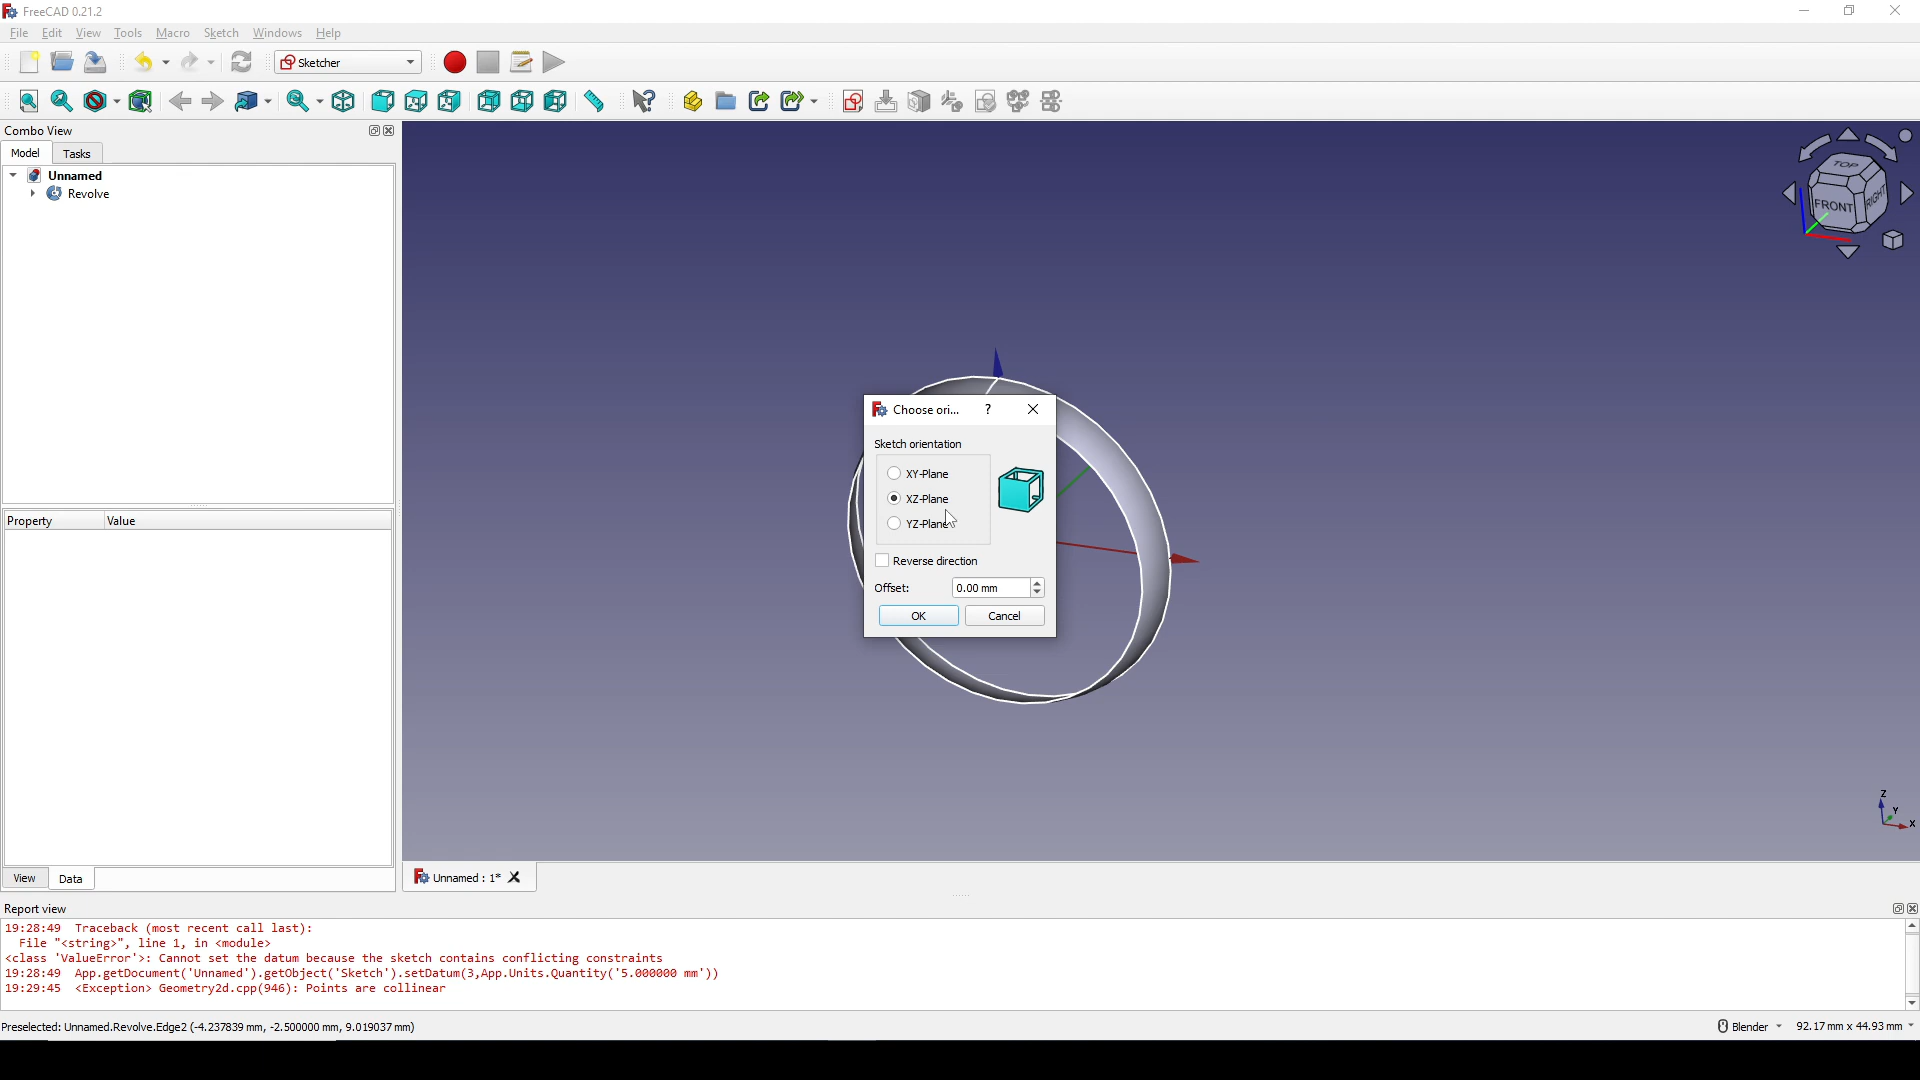 FreeCAD 0.21.2
File Edit View Tools Macro Sketch Windows Help
Sketcher
Combo View
Model Tasks
Unnamed
Revolve
TOP
FRONT
RIGHT
Choose ori... ?
Sketch orientation
XY-Plane
XZ-Plane
YZ-Plane
Reverse direction
Offset: 0.00 mm
OK Cancel
Property Value
Z
Y
X
View Data
Unnamed : 1*
Report view
19:28:49 Traceback (most recent call last):
File "<string>", line 1, in <module>
<class 'ValueError'>: Cannot set the datum because the sketch contains conflicting constraints
19:28:49 App.getDocument('Unnamed').getObject('Sketch').setDatum(3,App.Units.Quantity('5.000000 mm'))
19:29:45 <Exception> Geometry2d.cpp(946): Points are collinear
Preselected: Unnamed.Revolve.Edge2 (-4.237839 mm, -2.500000 mm, 9.019037 mm)
Blender 92.17 mm x 44.93 mm